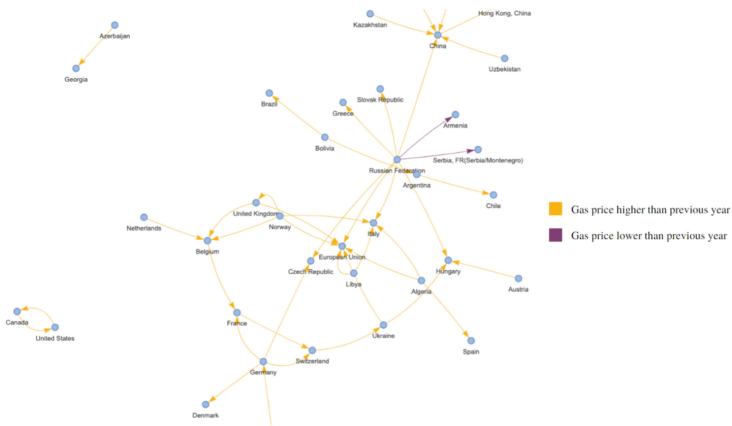 Hong Kong, China
Kazakhstan
Azerbaijan
China
Uzbekistan
Georgia
Slovak Republic
Brazil
Greece
Armenia
Bolivia
Serbia, FR(Serbia/Montenegro)
Russian Federation
Argentina
Chile
United Kingdom
Gas price higher than previous year
Netherlands
Norway
Italy
Gas price lower than previous year
Belgium
European Union
Czech Republic
Hungary
Libya
Algeria
Austria
Canada
France
United States
Ukraine
Spain
Switzerland
Germany
Denmark